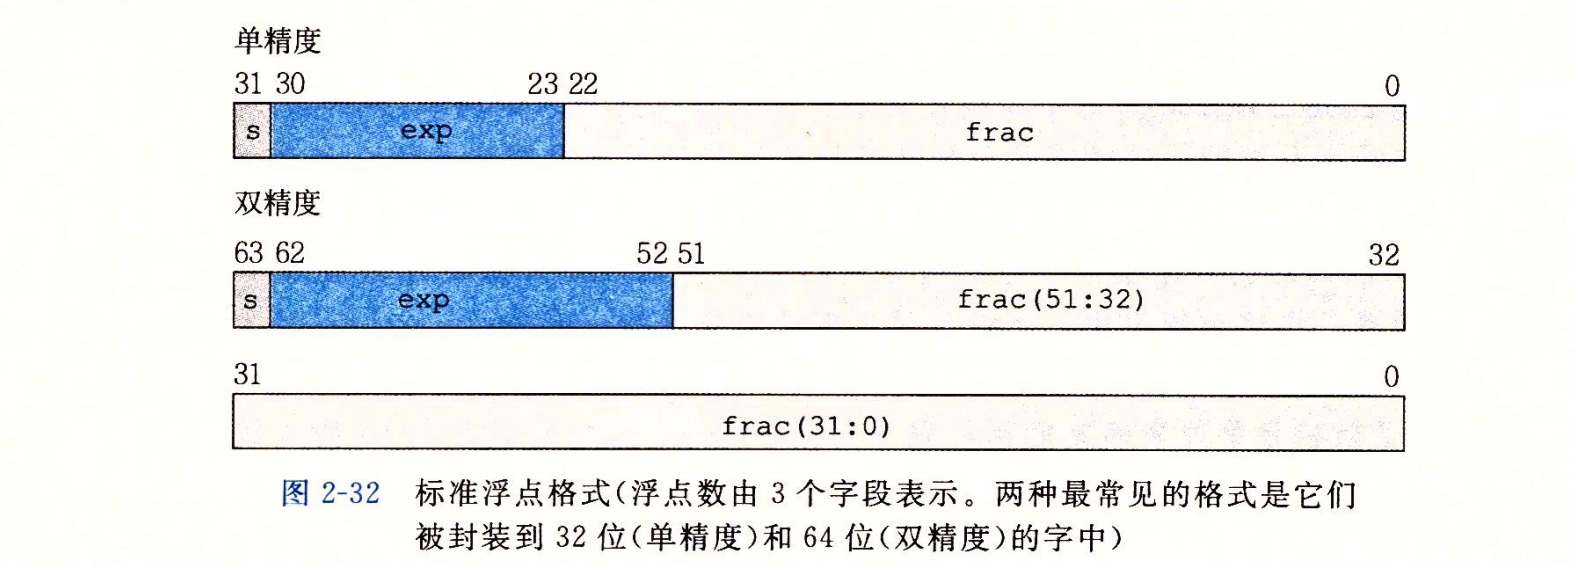 单精度
31 30 23 22 0
s exp frac
双精度
63 62 52 51 32
s exp frac(51:32)
31 0
frac(31:0)
图 2-32 标准浮点格式(浮点数由 3 个字段表示。两种最常见的格式是它们
被封装到 32 位(单精度)和 64 位(双精度)的字中)